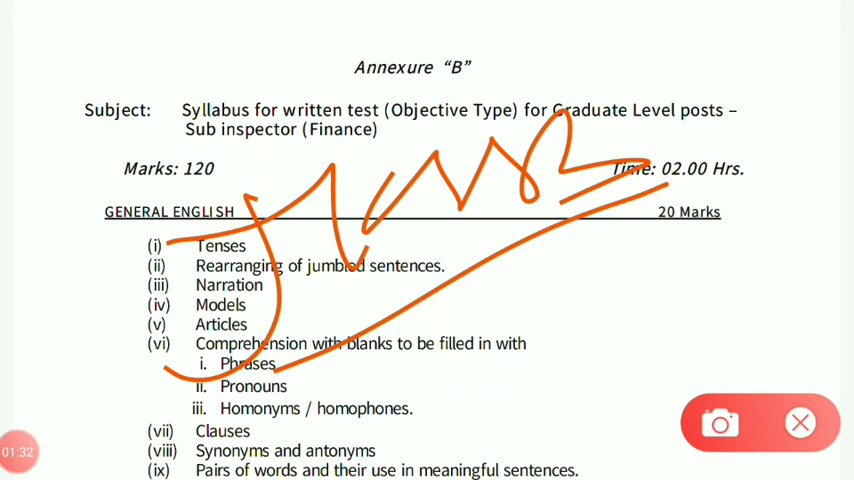 Annexure “B”
Subject: Syllabus for written test (Objective Type) for Graduate Level posts –
Sub inspector (Finance)
Marks: 120 Time: 02.00 Hrs.
GENERAL ENGLISH 20 Marks
(i) Tenses
(ii) Rearranging of jumbled sentences.
(iii) Narration
(iv) Models
(v) Articles
(vi) Comprehension with blanks to be filled in with
i. Phrases
ii. Pronouns
iii. Homonyms / homophones.
(vii) Clauses
(viii) Synonyms and antonyms
(ix) Pairs of words and their use in meaningful sentences.
01:32